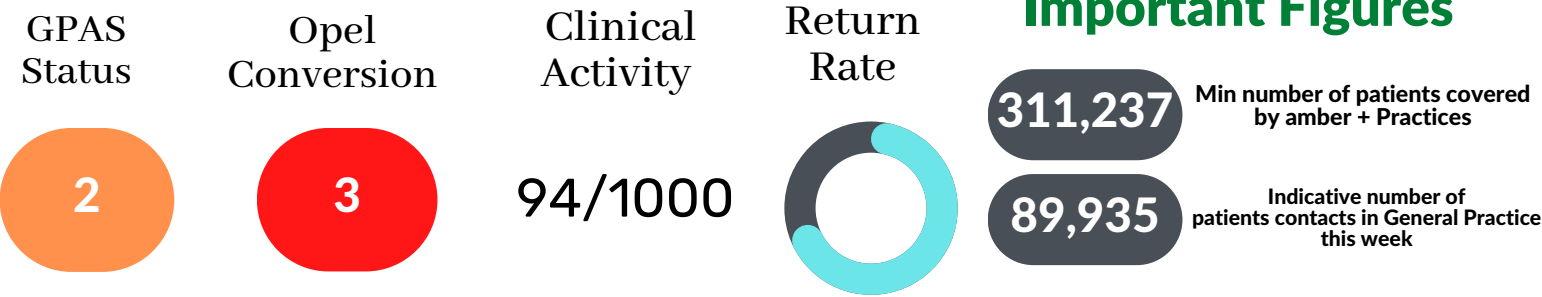 GPAS
Status
2
Opel
Conversion
3
Clinical
Activity
94/1000
Return
Rate
Important Figures
311,237
Min number of patients covered
by amber + Practices
89,935
Indicative number of
patients contacts in General Practice
this week